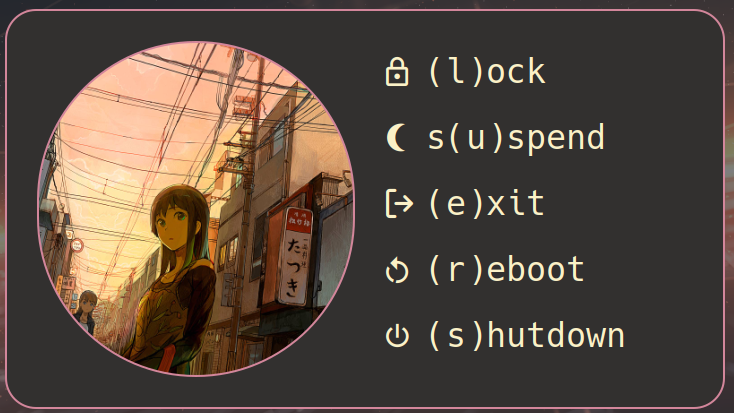 (l)ock
s(u)spend
(e)xit
(r)eboot
(s)hutdown
たつき